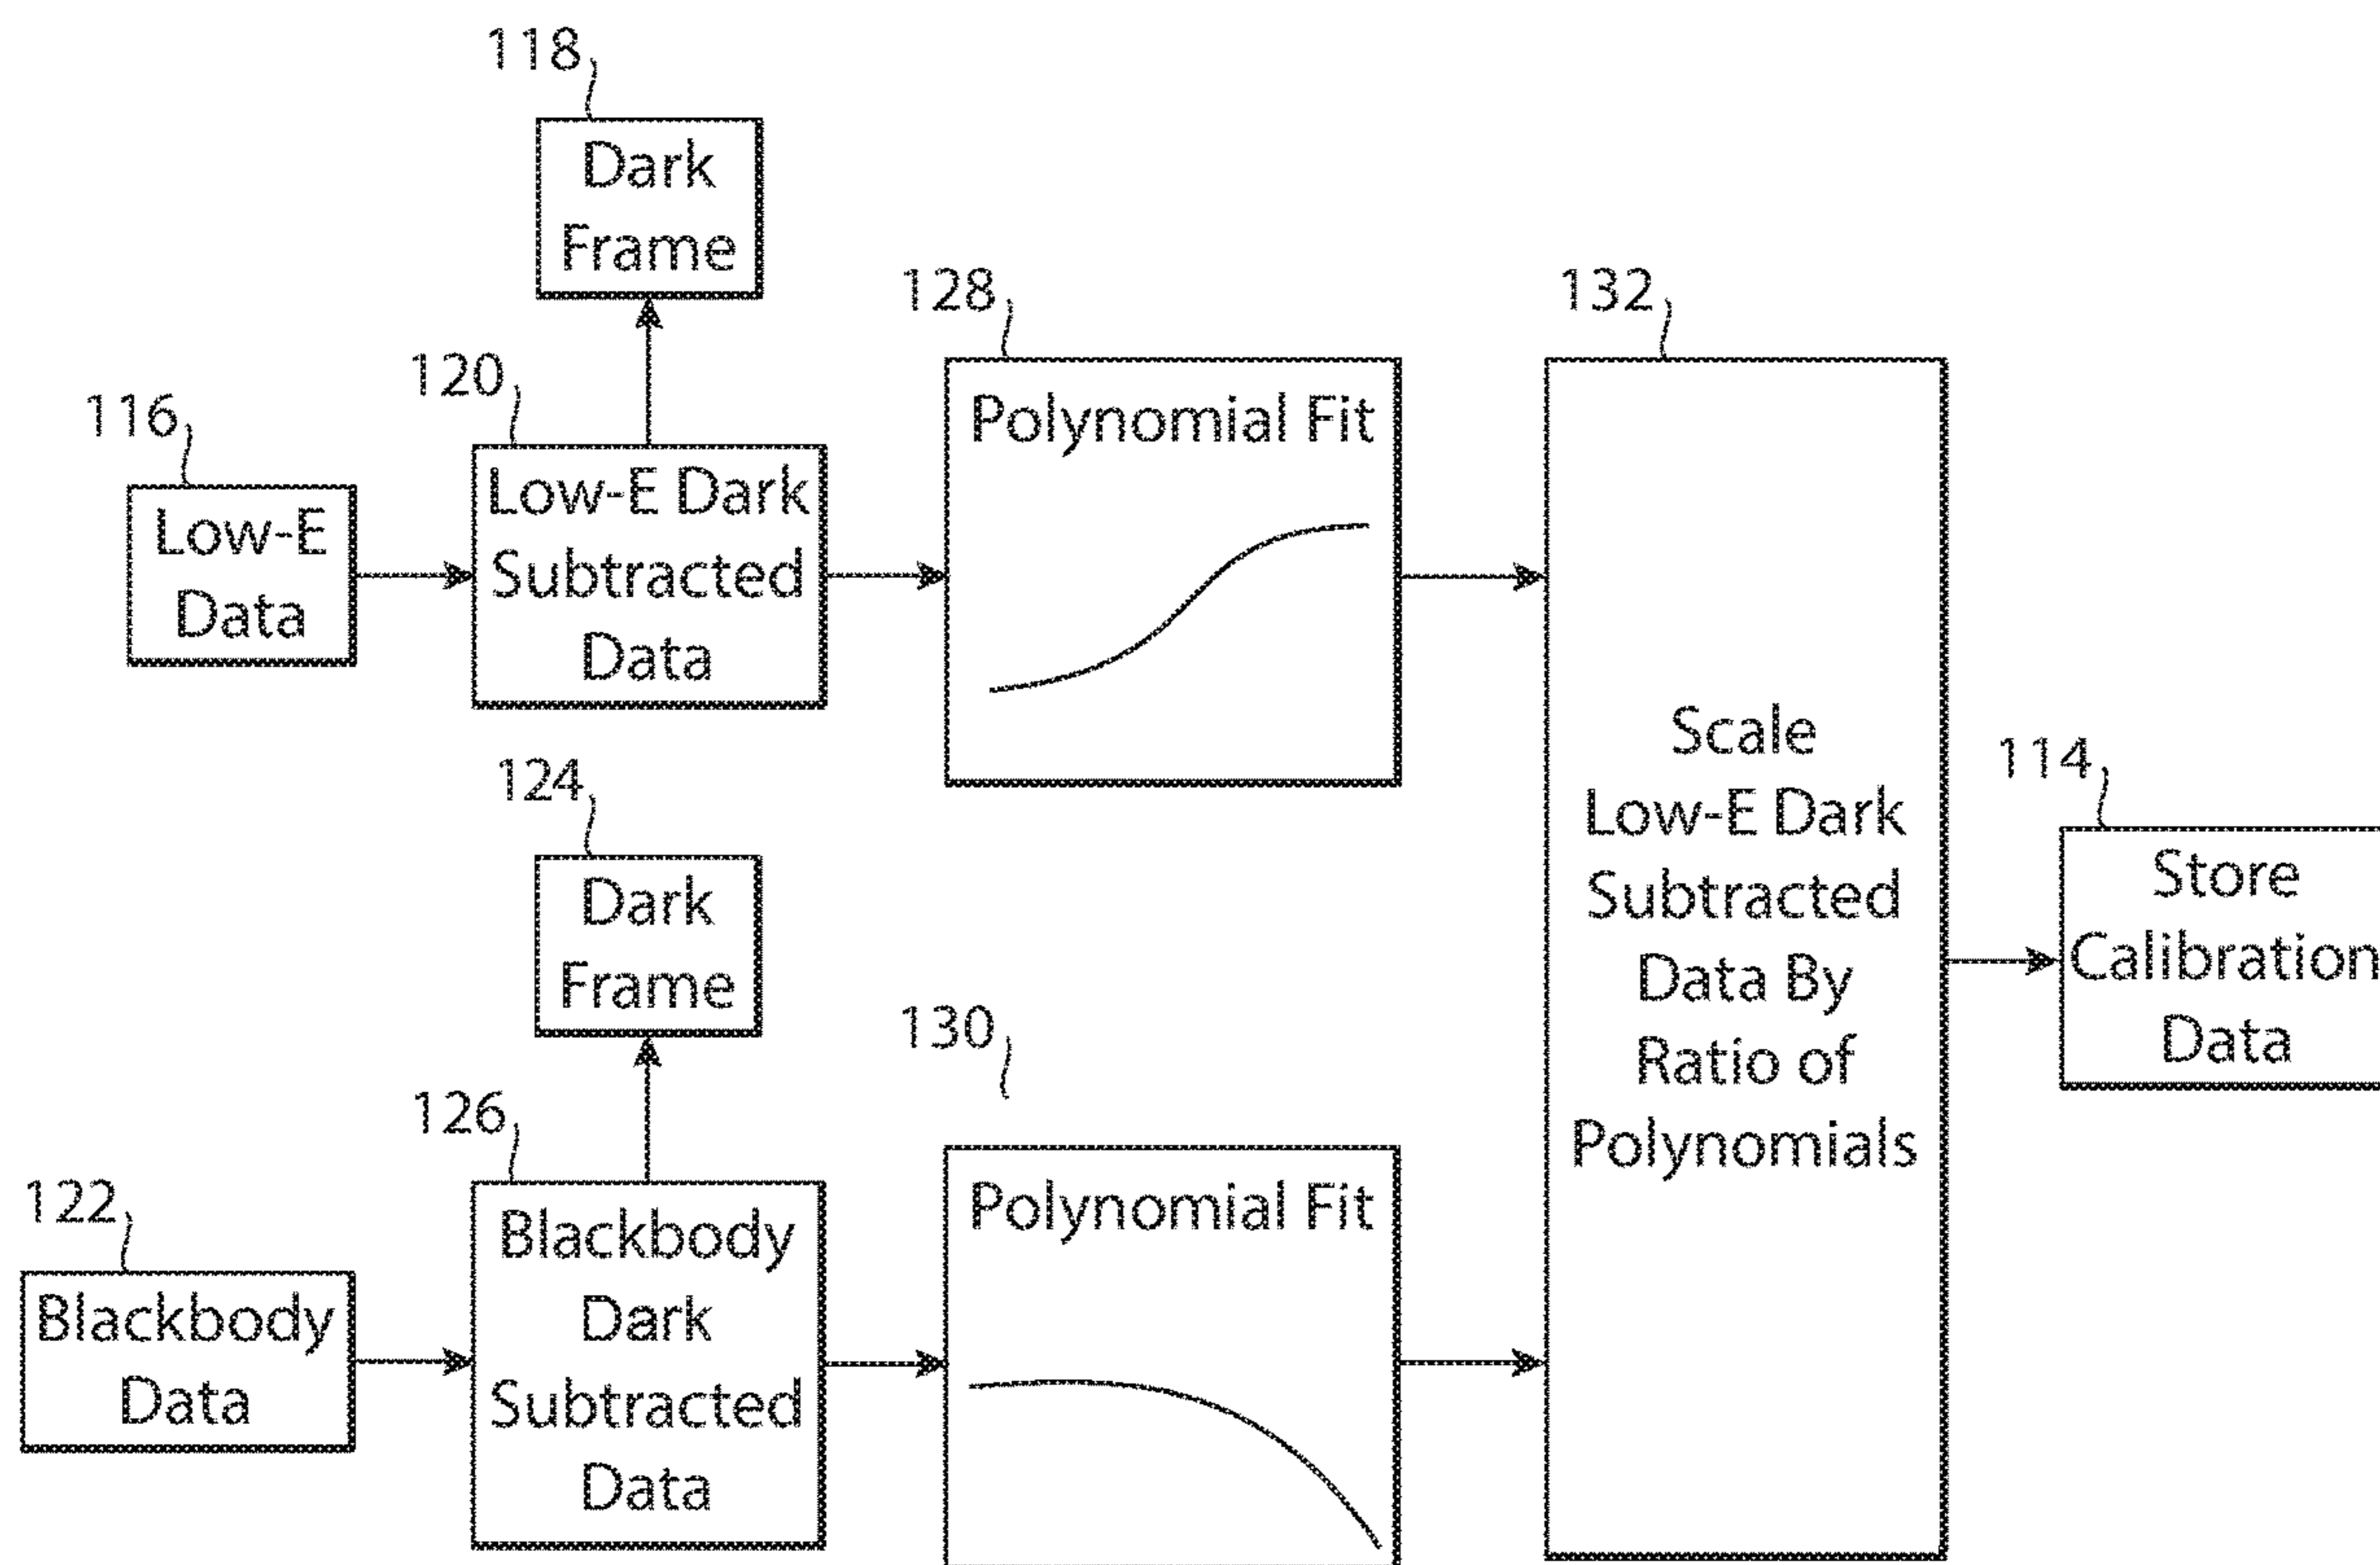 118
Dark
Frame
116
Low-E
Data
120
Low-E Dark
Subtracted
Data
128
Polynomial Fit
124
Dark
Frame
122
Blackbody
Data
126
Blackbody
Dark
Subtracted
Data
130
Polynomial Fit
132
Scale
Low-E Dark
Subtracted
Data By
Ratio of
Polynomials
114
Store
Calibration
Data